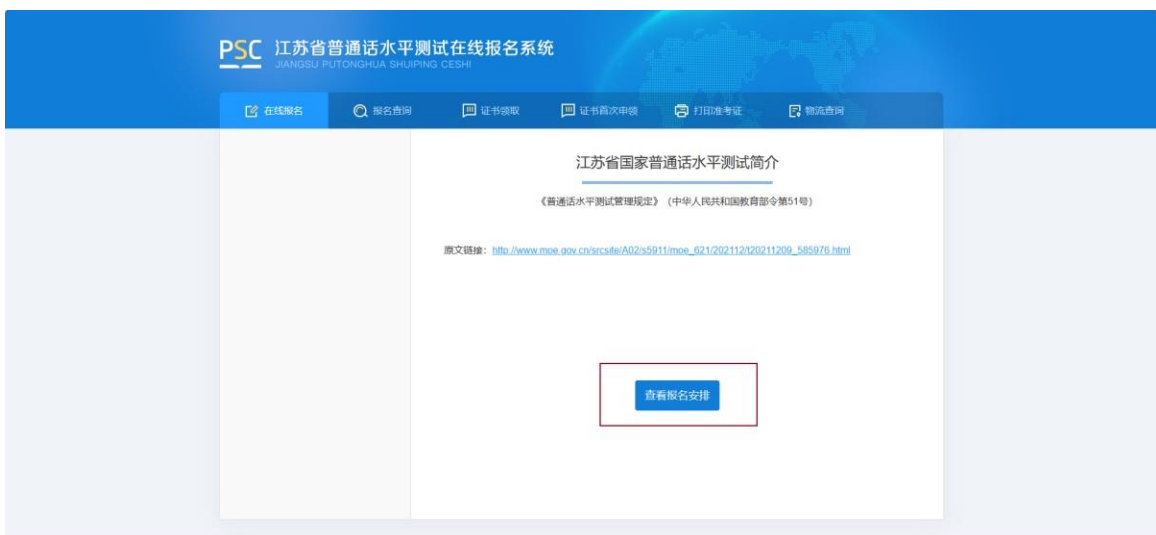 PSC 江苏省普通话水平测试在线报名系统
JIANGSU PUTONGHUA SHUIPING CESHI
在线报名 报名查询 证书领取 证书首次申领 打印准考证 物流查询
江苏省国家普通话水平测试简介
《普通话水平测试管理规定》（中华人民共和国教育部令第51号）
原文链接：http://www.moe.gov.cn/srcsite/A02/s5911/moe_621/202112/t20211209_585976.html
查看报名安排